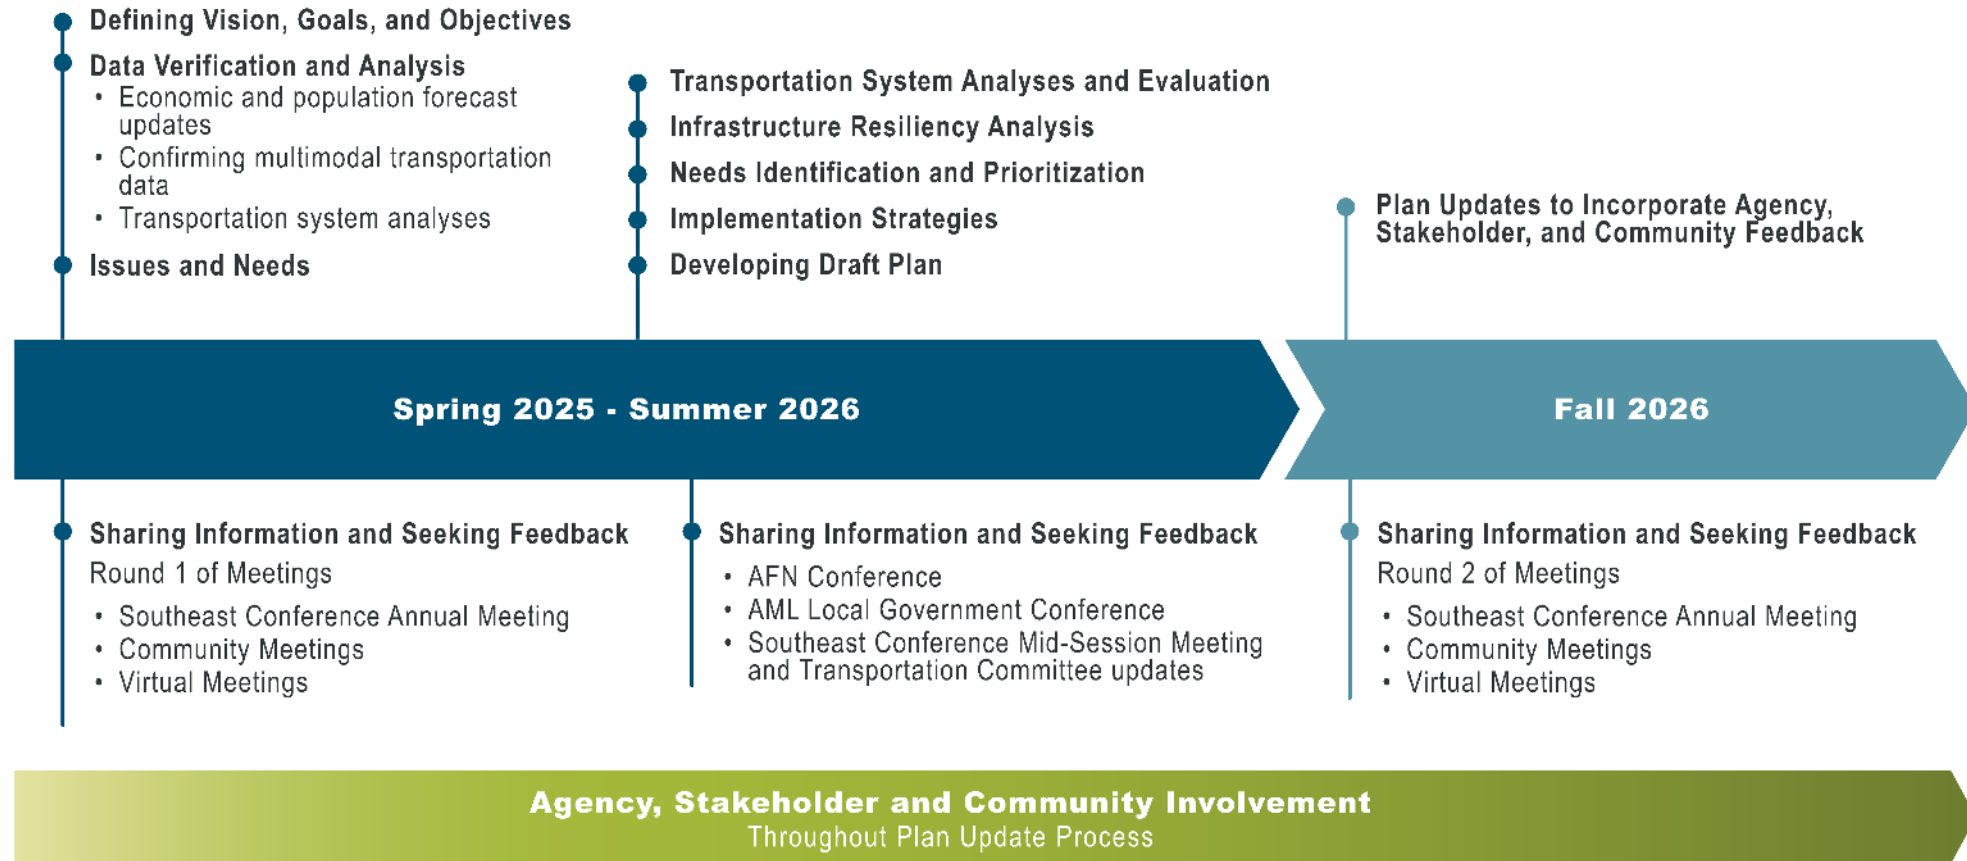 Defining Vision, Goals, and Objectives
Data Verification and Analysis
• Economic and population forecast
updates
• Confirming multimodal transportation
data
• Transportation system analyses
Issues and Needs
Transportation System Analyses and Evaluation
Infrastructure Resiliency Analysis
Needs Identification and Prioritization
Implementation Strategies
Developing Draft Plan
Plan Updates to Incorporate Agency,
Stakeholder, and Community Feedback
Spring 2025 - Summer 2026
Fall 2026
Sharing Information and Seeking Feedback
Round 1 of Meetings
• Southeast Conference Annual Meeting
• Community Meetings
• Virtual Meetings
Sharing Information and Seeking Feedback
• AFN Conference
• AML Local Government Conference
• Southeast Conference Mid-Session Meeting
and Transportation Committee updates
Sharing Information and Seeking Feedback
Round 2 of Meetings
• Southeast Conference Annual Meeting
• Community Meetings
• Virtual Meetings
Agency, Stakeholder and Community Involvement
Throughout Plan Update Process